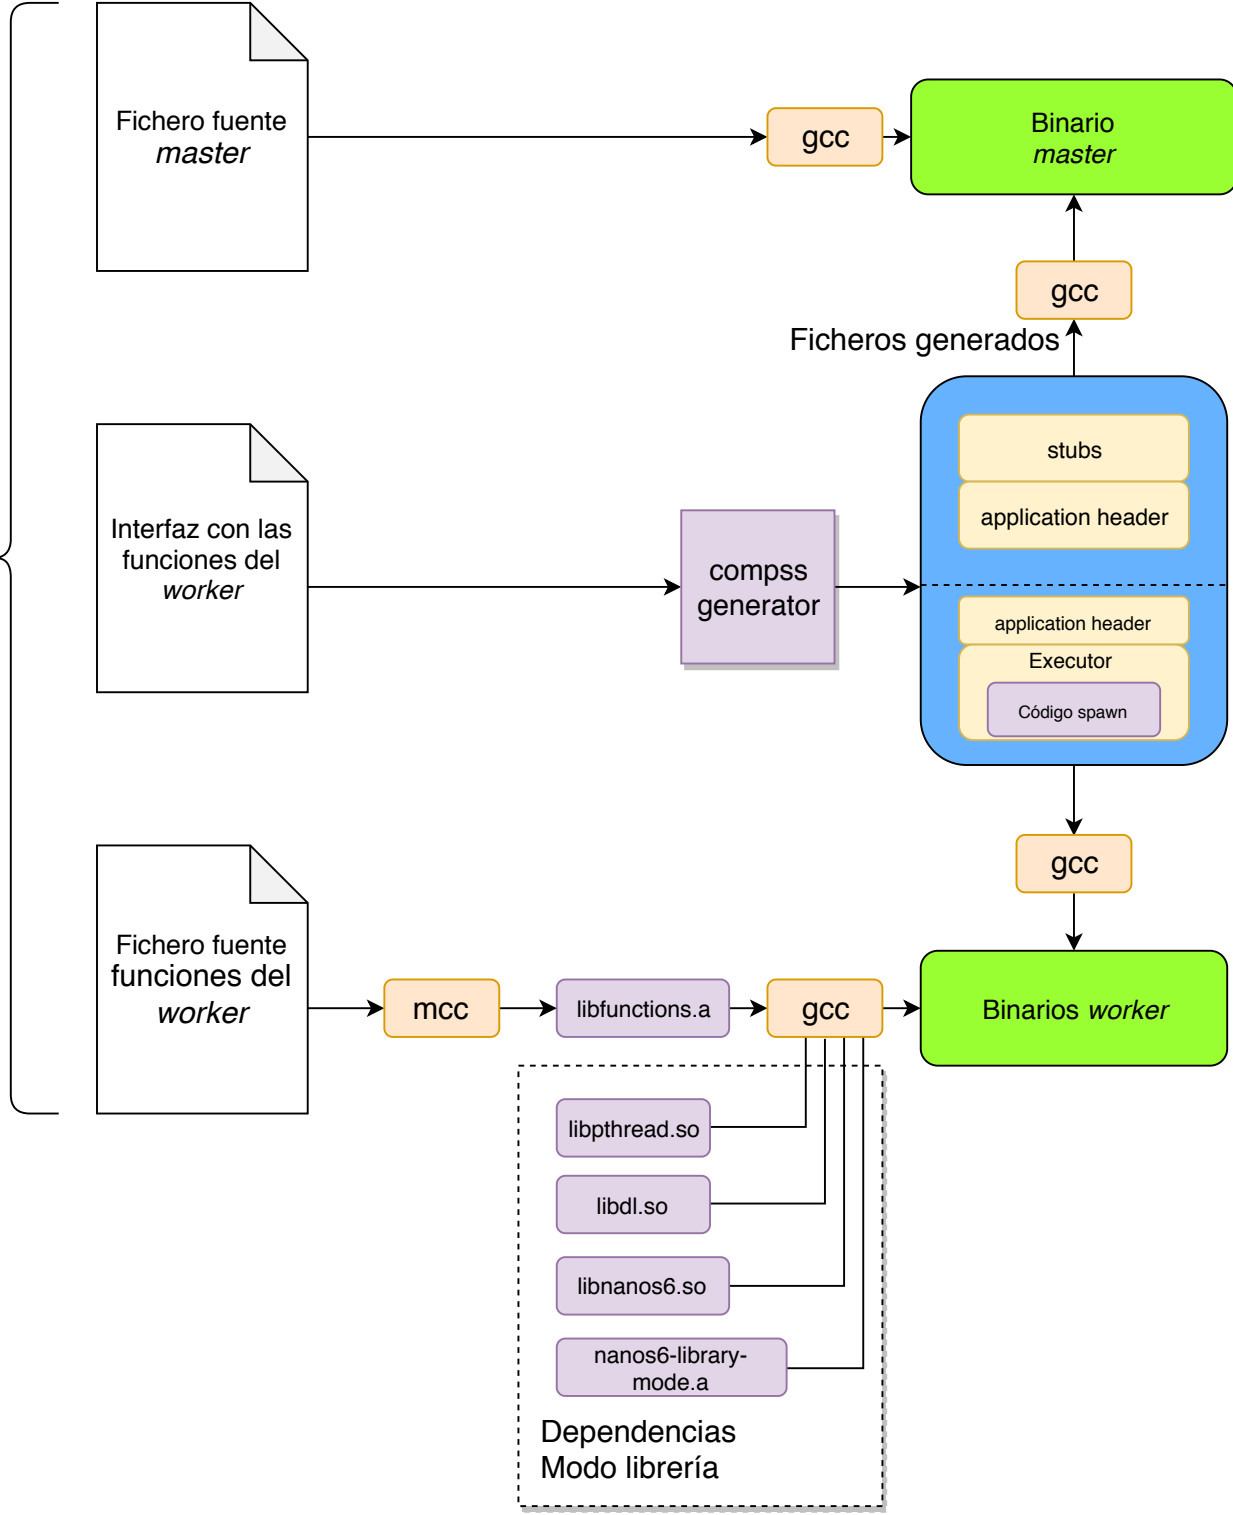 Fichero fuente
master
gcc
Binario
master
gcc
Ficheros generados
stubs
application header
Interfaz con las
funciones del
worker
compss
generator
application header
Executor
Código spawn
gcc
Fichero fuente
funciones del
worker
mcc
libfunctions.a
gcc
Binarios worker
libpthread.so
libdl.so
libnanos6.so
nanos6-library-
mode.a
Dependencias
Modo librería